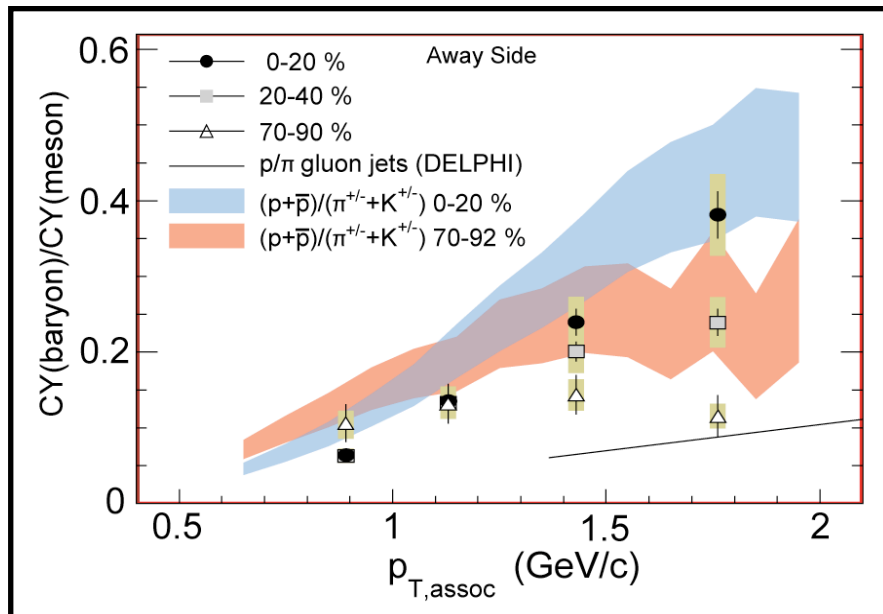 Away Side
0-20 %
20-40 %
70-90 %
p/π gluon jets (DELPHI)
(p+p̅)/(π+/-+K+/-) 0-20 %
(p+p̅)/(π+/-+K+/-) 70-92 %
CY(baryon)/CY(meson)
0.6
0.4
0.2
0
0.5 1 1.5 2
pT,assoc (GeV/c)